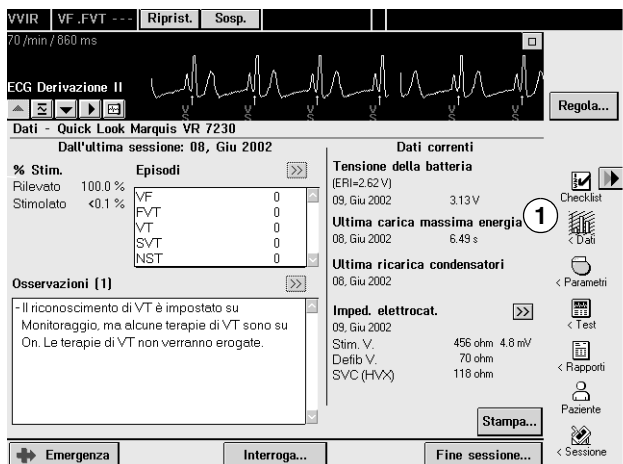 VVIR VF .FVT --- Riprist. Sosp.
70 /min / 860 ms
ECG Derivazione II
V S V S V S V S V S V S
Regola...
Dati - Quick Look Marquis VR 7230
Dall'ultima sessione: 08, Giu 2002
% Stim.
Rilevato 100.0 %
Stimolato <0.1 %
Episodi >>
VF 0
FVT 0
VT 0
SVT 0
NST 0
Osservazioni (1) >>
- Il riconoscimento di VT è impostato su
Monitoraggio, ma alcune terapie di VT sono su
On. Le terapie di VT non verranno erogate.
Dati correnti
Tensione della batteria
(ERI=2.62 V)
09, Giu 2002 3.13 V
Ultima carica massima energia
08, Giu 2002 6.49 s
Ultima ricarica condensatori
08, Giu 2002
Imped. elettrocat. >>
09, Giu 2002
Stim. V. 456 ohm 4.8 mV
Defib V. 70 ohm
SVC (HVX) 118 ohm
Stampa...
1
Checklist
< Dati
< Parametri
< Test
< Rapporti
Paziente
< Sessione
Emergenza
Interroga...
Fine sessione...